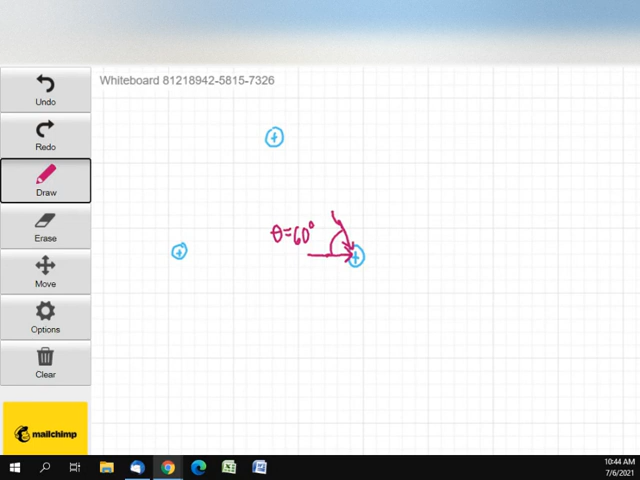 Whiteboard 81218942-5815-7326
Undo
Redo
Draw
Erase
Move
Options
Clear
+
θ=60°
+
+
mailchimp
10:44 AM
7/6/2021